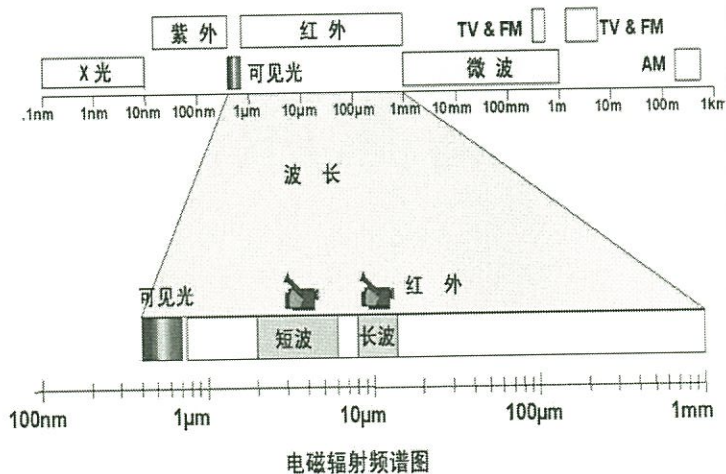 紫外 红外 TV & FM TV & FM
X光 可见光 微波 AM
.1nm 1nm 10nm 100nm 1μm 10μm 100μm 1mm 10mm 100mm 1m 10m 100m 1km
波长
红外
可见光
短波 长波
100nm 1μm 10μm 100μm 1mm
电磁辐射频谱图